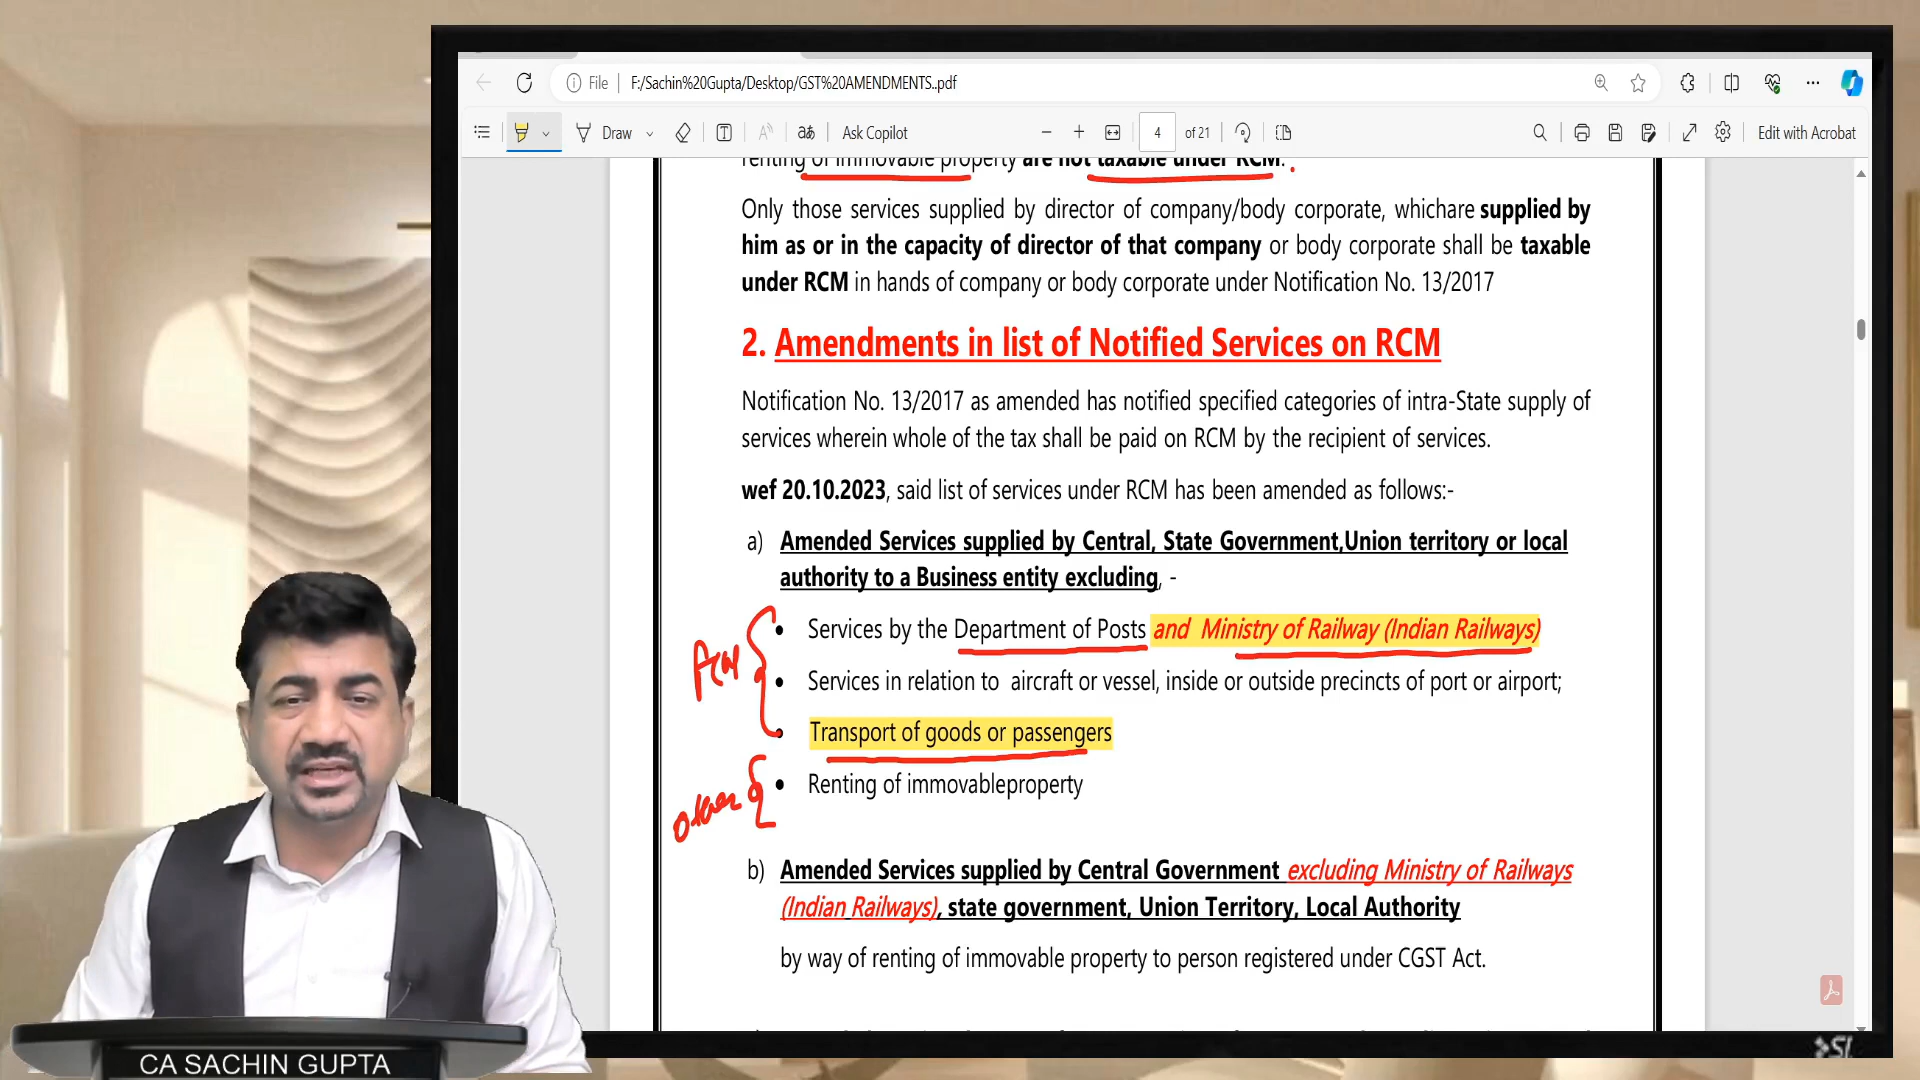 File
F:/Sachin%20Gupta/Desktop/GST%20AMENDMENTS..pdf
Draw
Ask Copilot
4 of 21
Edit with Acrobat
renting of immovable property are not taxable under RCM.
Only those services supplied by director of company/body corporate, whichare supplied by
him as or in the capacity of director of that company or body corporate shall be taxable
under RCM in hands of company or body corporate under Notification No. 13/2017
2. Amendments in list of Notified Services on RCM
Notification No. 13/2017 as amended has notified specified categories of intra-State supply of
services wherein whole of the tax shall be paid on RCM by the recipient of services.
wef 20.10.2023, said list of services under RCM has been amended as follows:-
a) Amended Services supplied by Central, State Government,Union territory or local
authority to a Business entity excluding, -
• Services by the Department of Posts and Ministry of Railway (Indian Railways)
• Services in relation to aircraft or vessel, inside or outside precincts of port or airport;
• Transport of goods or passengers
• Renting of immovableproperty
b) Amended Services supplied by Central Government excluding Ministry of Railways
(Indian Railways), state government, Union Territory, Local Authority
by way of renting of immovable property to person registered under CGST Act.
CA SACHIN GUPTA